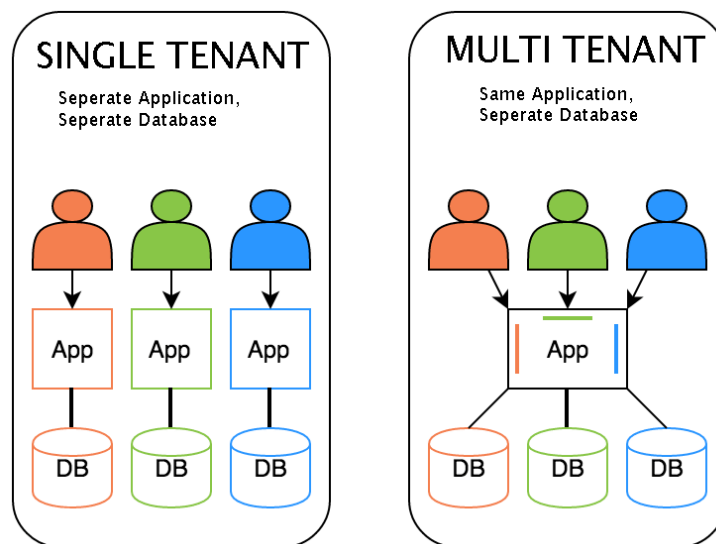 SINGLE TENANT
Seperate Application,
Seperate Database
App
App
App
DB
DB
DB
MULTI TENANT
Same Application,
Seperate Database
App
DB
DB
DB